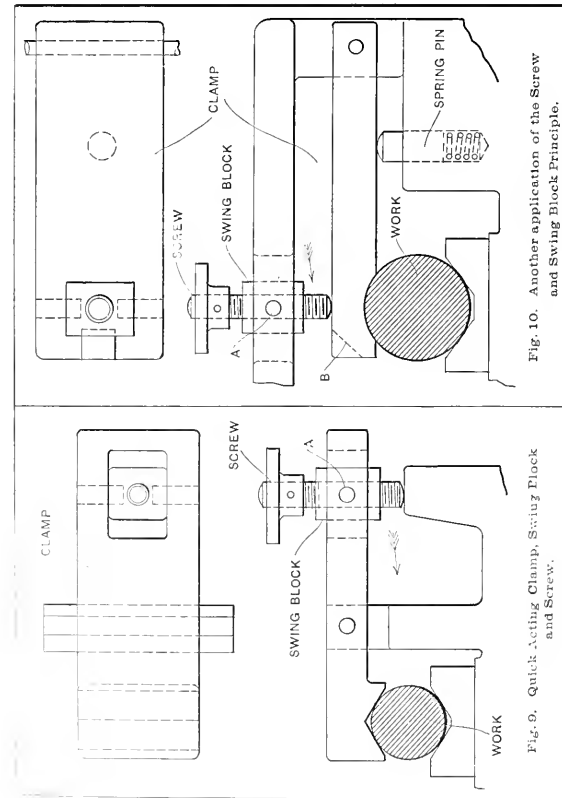 CLAMP
SCREW
SWING BLOCK
A
WORK
Fig. 9. Quick Acting Clamp, Swing Block
and Screw.
CLAMP
SCREW
SWING BLOCK
A
B
WORK
SPRING PIN
Fig. 10. Another application of the Screw
and Swing Block Principle.